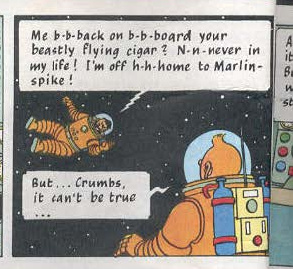 Me b-b-back on b-b-board your
beastly flying cigar? N-n-never in
my life! I'm off h-h-home to Marlin-
spike!
But... Crumbs,
it can't be true
...